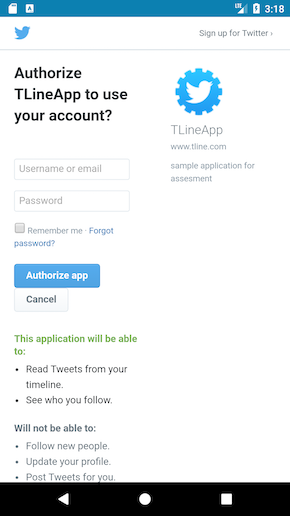 3:18
Sign up for Twitter ›
Authorize
TLineApp to use
your account?
TLineApp
www.tline.com
sample application for
assesment
Username or email
Password
Remember me · Forgot
password?
Authorize app
Cancel
This application will be able
to:
• Read Tweets from your
timeline.
• See who you follow.
Will not be able to:
• Follow new people.
• Update your profile.
• Post Tweets for you.